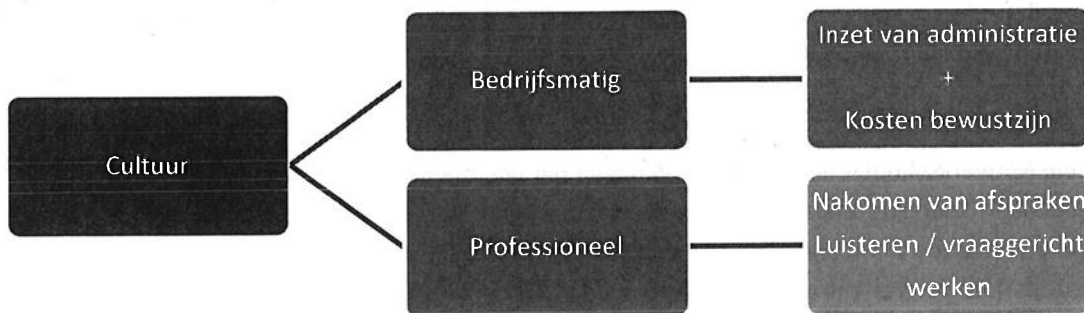 Cultuur
Bedrijfsmatig
Inzet van administratie
+
Kosten bewustzijn
Professioneel
Nakomen van afspraken
Luisteren / vraaggericht
werken